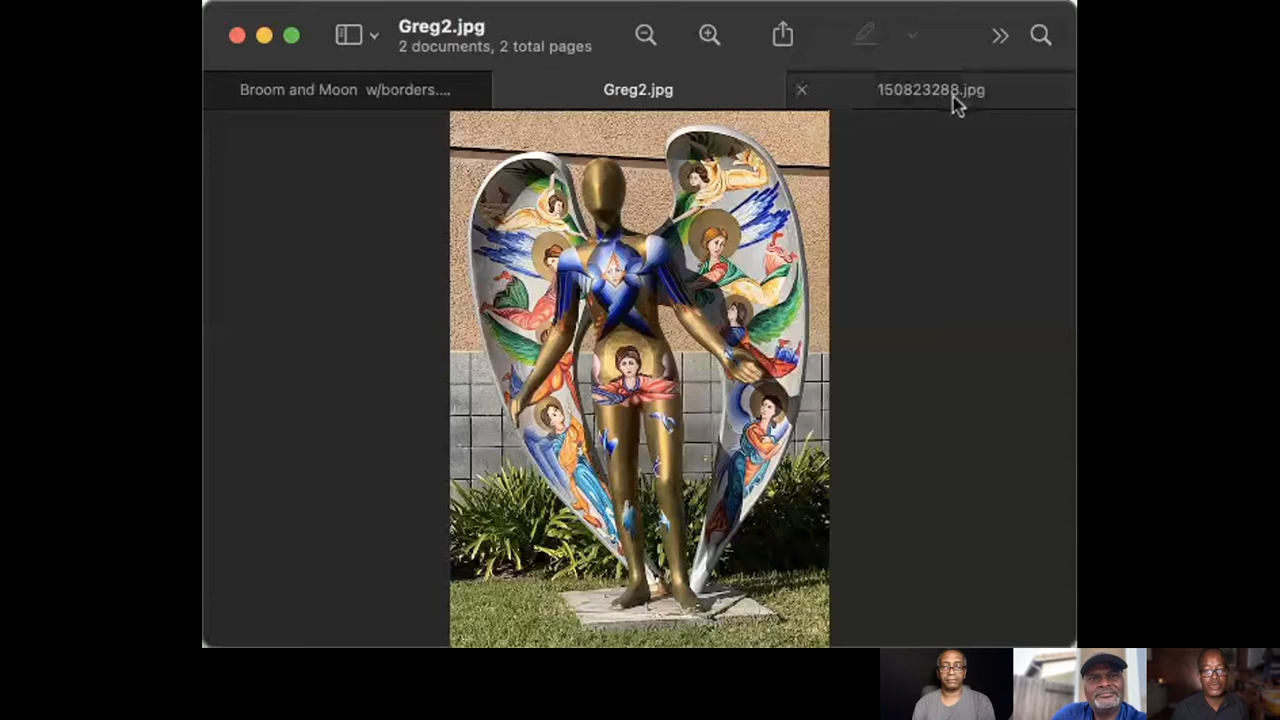 Greg2.jpg
2 documents, 2 total pages
Broom and Moon w/borders....
Greg2.jpg
150823288.jpg